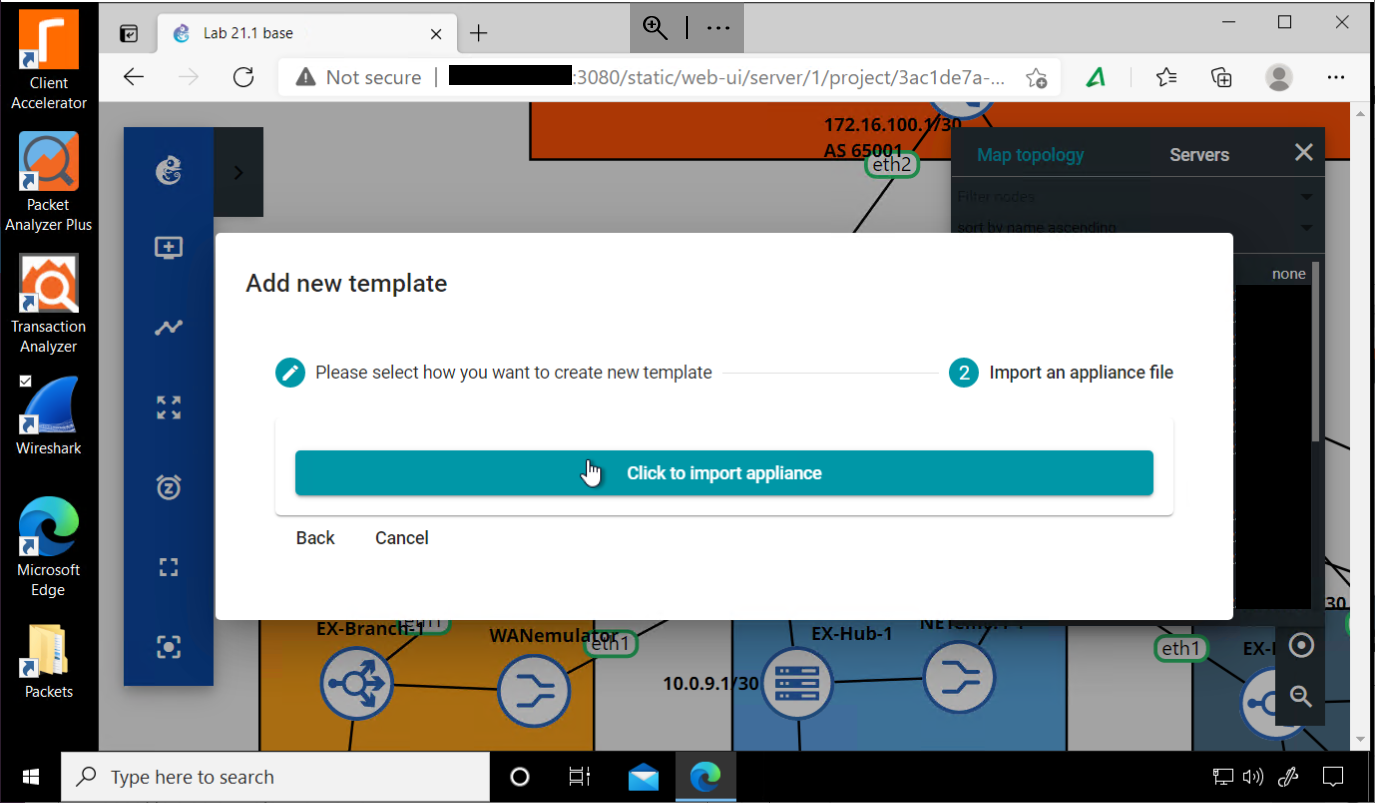 Client
Accelerator
Packet
Analyzer Plus
Transaction
Analyzer
Wireshark
Microsoft
Edge
Packets
Lab 21.1 base
Not secure
:3080/static/web-ui/server/1/project/3ac1de7a-...
172.16.100.1/30
AS 65001
eth2
Map topology
Servers
Filter nodes
sort by name ascending
none
Add new template
Please select how you want to create new template
2
Import an appliance file
Click to import appliance
Back
Cancel
EX-Branch-1
eth1
WANemulator
eth1
10.0.9.1/30
EX-Hub-1
eth1
EX-
30
Type here to search